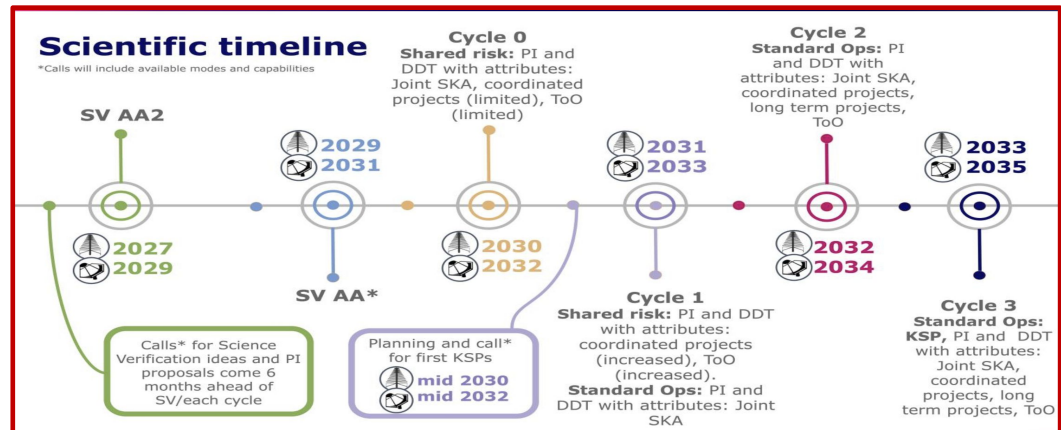 Scientific timeline
*Calls will include available modes and capabilities
SV AA2
2027
2029
Calls* for Science
Verification ideas and PI
proposals come 6
months ahead of
SV/each cycle
2029
2031
SV AA*
Cycle 0
Shared risk: PI and
DDT with attributes:
Joint SKA, coordinated
projects (limited), ToO
(limited)
2030
2032
Planning and call*
for first KSPs
mid 2030
mid 2032
2031
2033
Cycle 1
Shared risk: PI and DDT
with attributes:
coordinated projects
(increased), ToO
(increased).
Standard Ops: PI and
DDT with attributes: Joint
SKA
Cycle 2
Standard Ops: PI
and DDT with
attributes: Joint SKA,
coordinated projects,
long term projects,
ToO
2032
2034
2033
2035
Cycle 3
Standard Ops:
KSP, PI and DDT
with attributes:
Joint SKA,
coordinated
projects, long
term projects, ToO